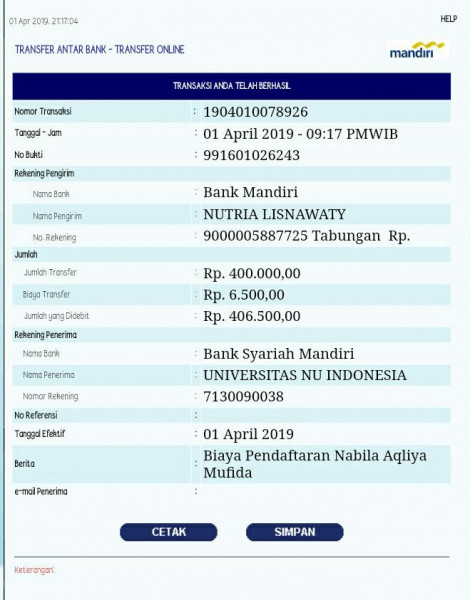 01 Apr 2019. 21:17:04 HELP
TRANSFER ANTAR BANK - TRANSFER ONLINE mandiri
TRANSAKSI ANDA TELAH BERHASIL
Nomor Transaksi : 1904010078926
Tanggal - Jam : 01 April 2019 - 09:17 PMWIB
No Bukti : 991601026243
Rekening Pengirim
Nama Bank : Bank Mandiri
Nama Pengirim : NUTRIA LISNAWATY
No. Rekening : 9000005887725 Tabungan Rp.
Jumlah
Jumlah Transfer : Rp. 400.000,00
Biaya Transfer : Rp. 6.500,00
Jumlah yang Didebit : Rp. 406.500,00
Rekening Penerima
Nama Bank : Bank Syariah Mandiri
Nama Penerima : UNIVERSITAS NU INDONESIA
Nomor Rekening : 7130090038
No Referensi :
Tanggal Efektif : 01 April 2019
Berita : Biaya Pendaftaran Nabila Aqliya
Mufida
e-mail Penerima :
CETAK SIMPAN
Keterangan: